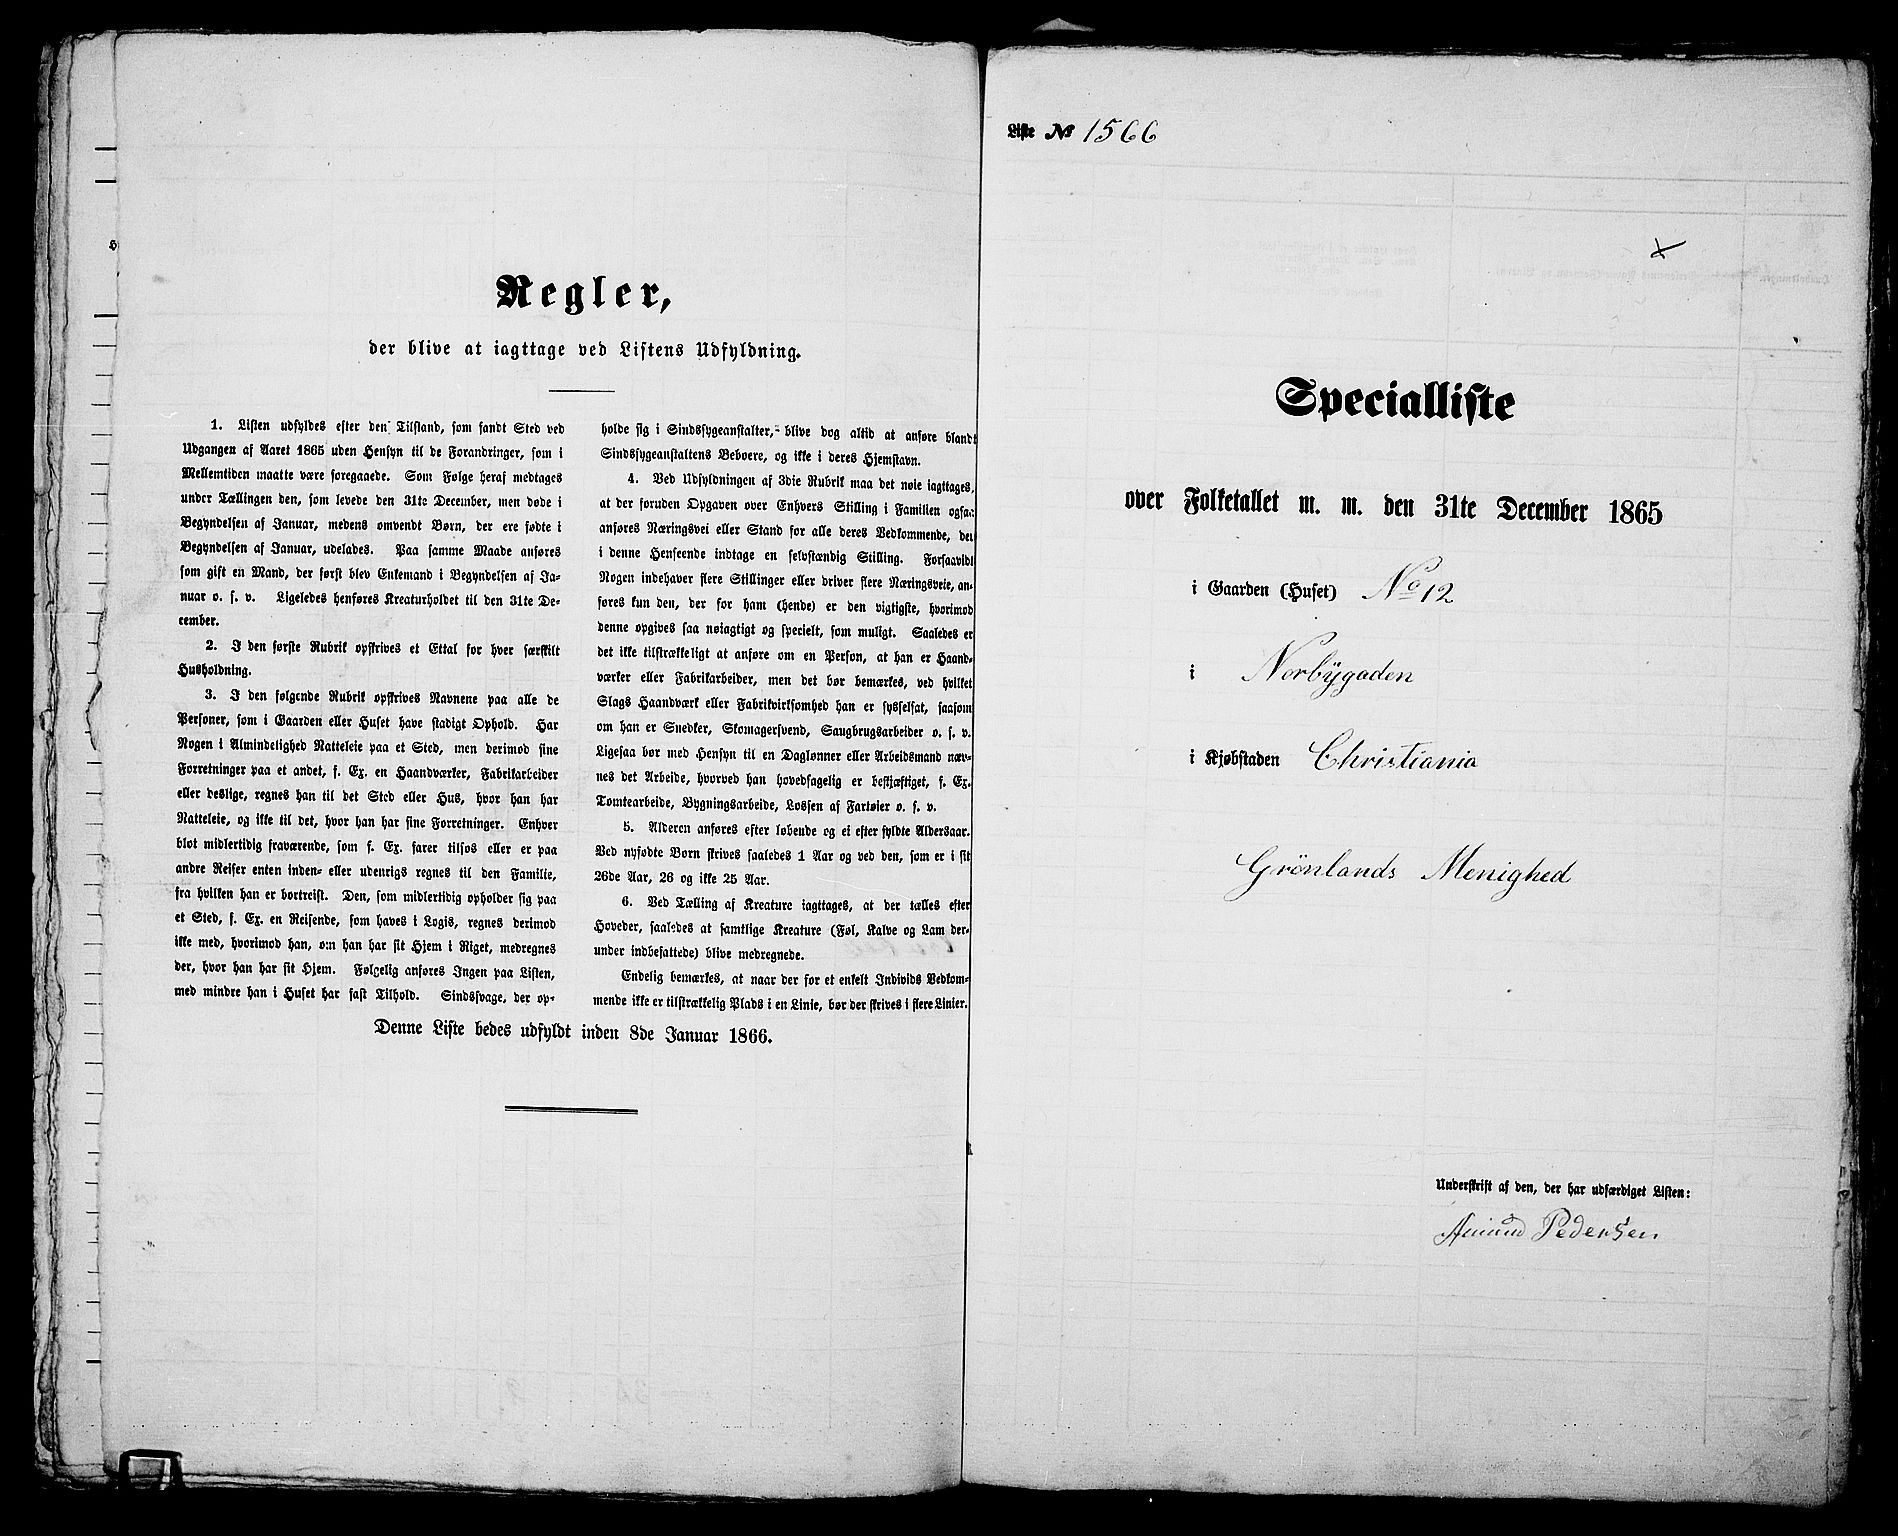 Regler,
der blive at iagttage ved Listens Udfyldning.
1. Listen udfyldes efter den Tilstand, som fandt Sted ved
Udgangen af Aaret 1865 uden Hensyn til de Forandringer, som i
Mellemtiden maatte være foregaaede. Som Følge heraf medtages
under Tællingen den, som levede den 31te December, men døde i
Begyndelsen af Januar, medens omvendt Børn, der ere fødte i
Begyndelsen af Januar, udelades. Paa samme Maade anføres
som gift en Mand, der først blev Enkemand i Begyndelsen af Ja-
nuar o. s. v. Ligeledes henføres Kreaturholdet til den 31te De-
cember.
2. I den første Rubrik opskrives et Ettal for hver særskilt
Husholdning.
3. I den følgende Rubrik opskrives Navnene paa alle de
Personer, som i Gaarden eller Huset have stadigt Ophold. Har
Nogen i Almindelighed Natteleie paa et Sted, men derimod sine
Forretninger paa et andet, f. Ex. en Haandværker, Fabrikarbeider
eller deslige, regnes han til det Sted eller Hus, hvor han har
Natteleie, og ikke til det, hvor han har sine Forretninger. Enhver
blot midlertidig fraværende, som f. Ex. farer tilsøs eller er paa
andre Reiser enten inden- eller udenrigs regnes til den Familie,
fra hvilken han er bortreist. Den, som midlertidig opholder sig paa
et Sted, f. Ex. en Reisende, som haves i Logis, regnes derimod
ikke med, hvorimod han, om han har sit Hjem i Riget, medregnes
der, hvor han har sit Hjem. Følgelig anføres Ingen paa Listen,
med mindre han i Huset har fast Tilhold. Sindssvage, der op-
holde sig i Sindssygeanstalter, blive dog altid at anføre blandt
Sindssygeanstaltens Beboere, og ikke i deres Hjemstavn.
4. Ved Udfyldningen af 3die Rubrik maa det nøie iagttages,
at der foruden Opgaven over Enhvers Stilling i Familien ogsaa
anføres Næringsvei eller Stand for alle deres Vedkommende, der
i denne Henseende indtage en selvstændig Stilling. Forsaavidt
Nogen indehaver flere Stillinger eller driver flere Næringsveie, an-
føres kun den, der for ham (hende) er den vigtigste, hvorimod
denne opgives saa nøiagtigt og specielt, som muligt. Saaledes er
det ikke tilstrækkeligt at anføre om en Person, at han er Haand-
værker eller Fabrikarbeider, men det bør bemærkes, ved hvilket
Slags Haandværk eller Fabrikvirksomhed han er sysselsat, saasom
om han er Snedker, Skomagersvend, Saugbrugsarbeider o. s. v.
Ligesaa bør med Hensyn til en Daglønner eller Arbeidsmand næv-
nes det Arbeide, hvorved han hovedsagelig er bestjæftiget, f. Ex.
Tomtearbeide, Bygningsarbeide, Lossen af Fartøier o. s. v.
5. Alderen anføres efter løbende og ei efter fyldte Aldersaar.
Ved nyfødte Børn skrives saaledes 1 Aar og ved den, som er i sit
26de Aar, 26 og ikke 25 Aar.
6. Ved Tælling af Kreature iagttages, at der tælles efter
Hoveder, saaledes at samtlige Kreature (Føl, Kalve og Lam der-
under indbefattede) blive medregnede.
Endelig bemærkes, at naar der for et enkelt Individs Vedkom-
mende ikke er tilstrækkelig Plads i en Linie, bør der skrives i flere Linier.
Denne Liste bedes udfyldt inden 8de Januar 1866.
Liste № 1566
Specialliste
over Folketallet m. m. den 31te December 1865
i Gaarden (Huset) No 12
i Norbÿgaden
i Kjøbstaden Christiania
Grönlands Menighed
Underskrift af den, der har udfærdiget Listen:
Amund Pedersen